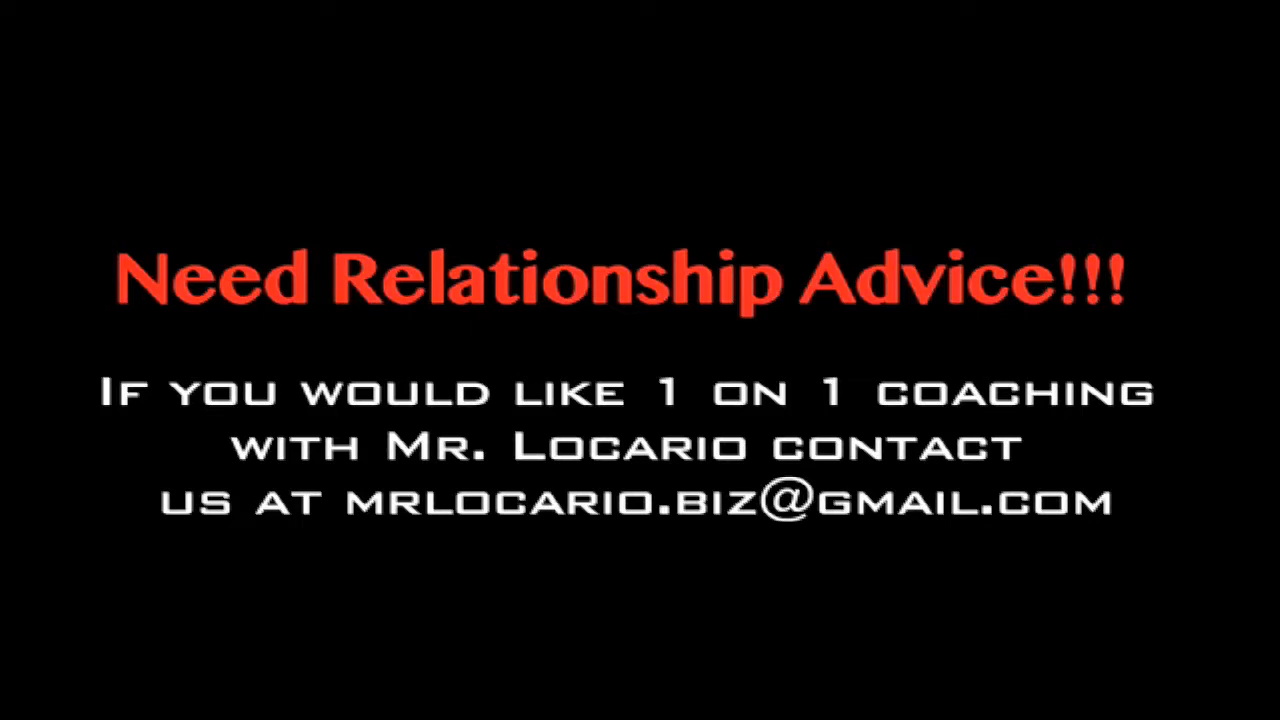 Need Relationship Advice!!!
If you would like 1 on 1 coaching
with Mr. Locario contact
us at mrlocario.biz@gmail.com